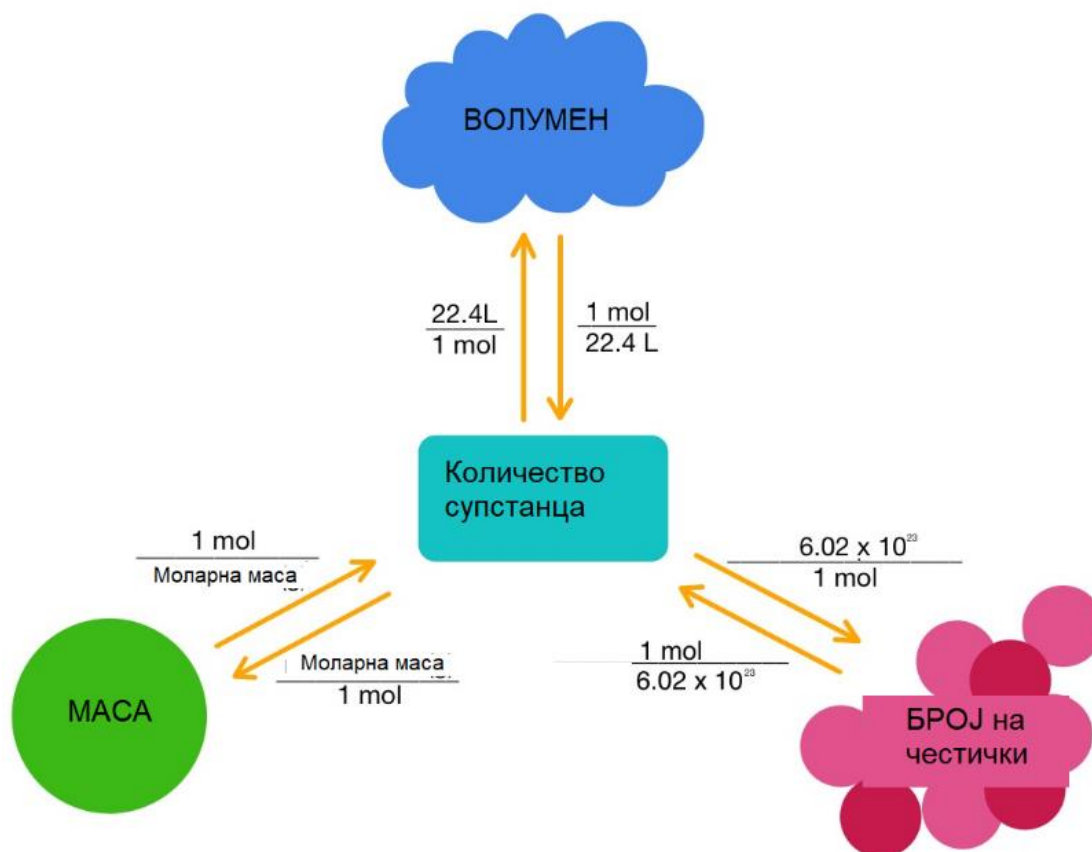 ВОЛУМЕН
22.4L
1 mol
1 mol
22.4 L
Количество
супстанца
1 mol
Моларна маса
6.02 x 10²³
1 mol
Моларна маса
1 mol
1 mol
6.02 x 10²³
МАСА
БРОЈ на
честички